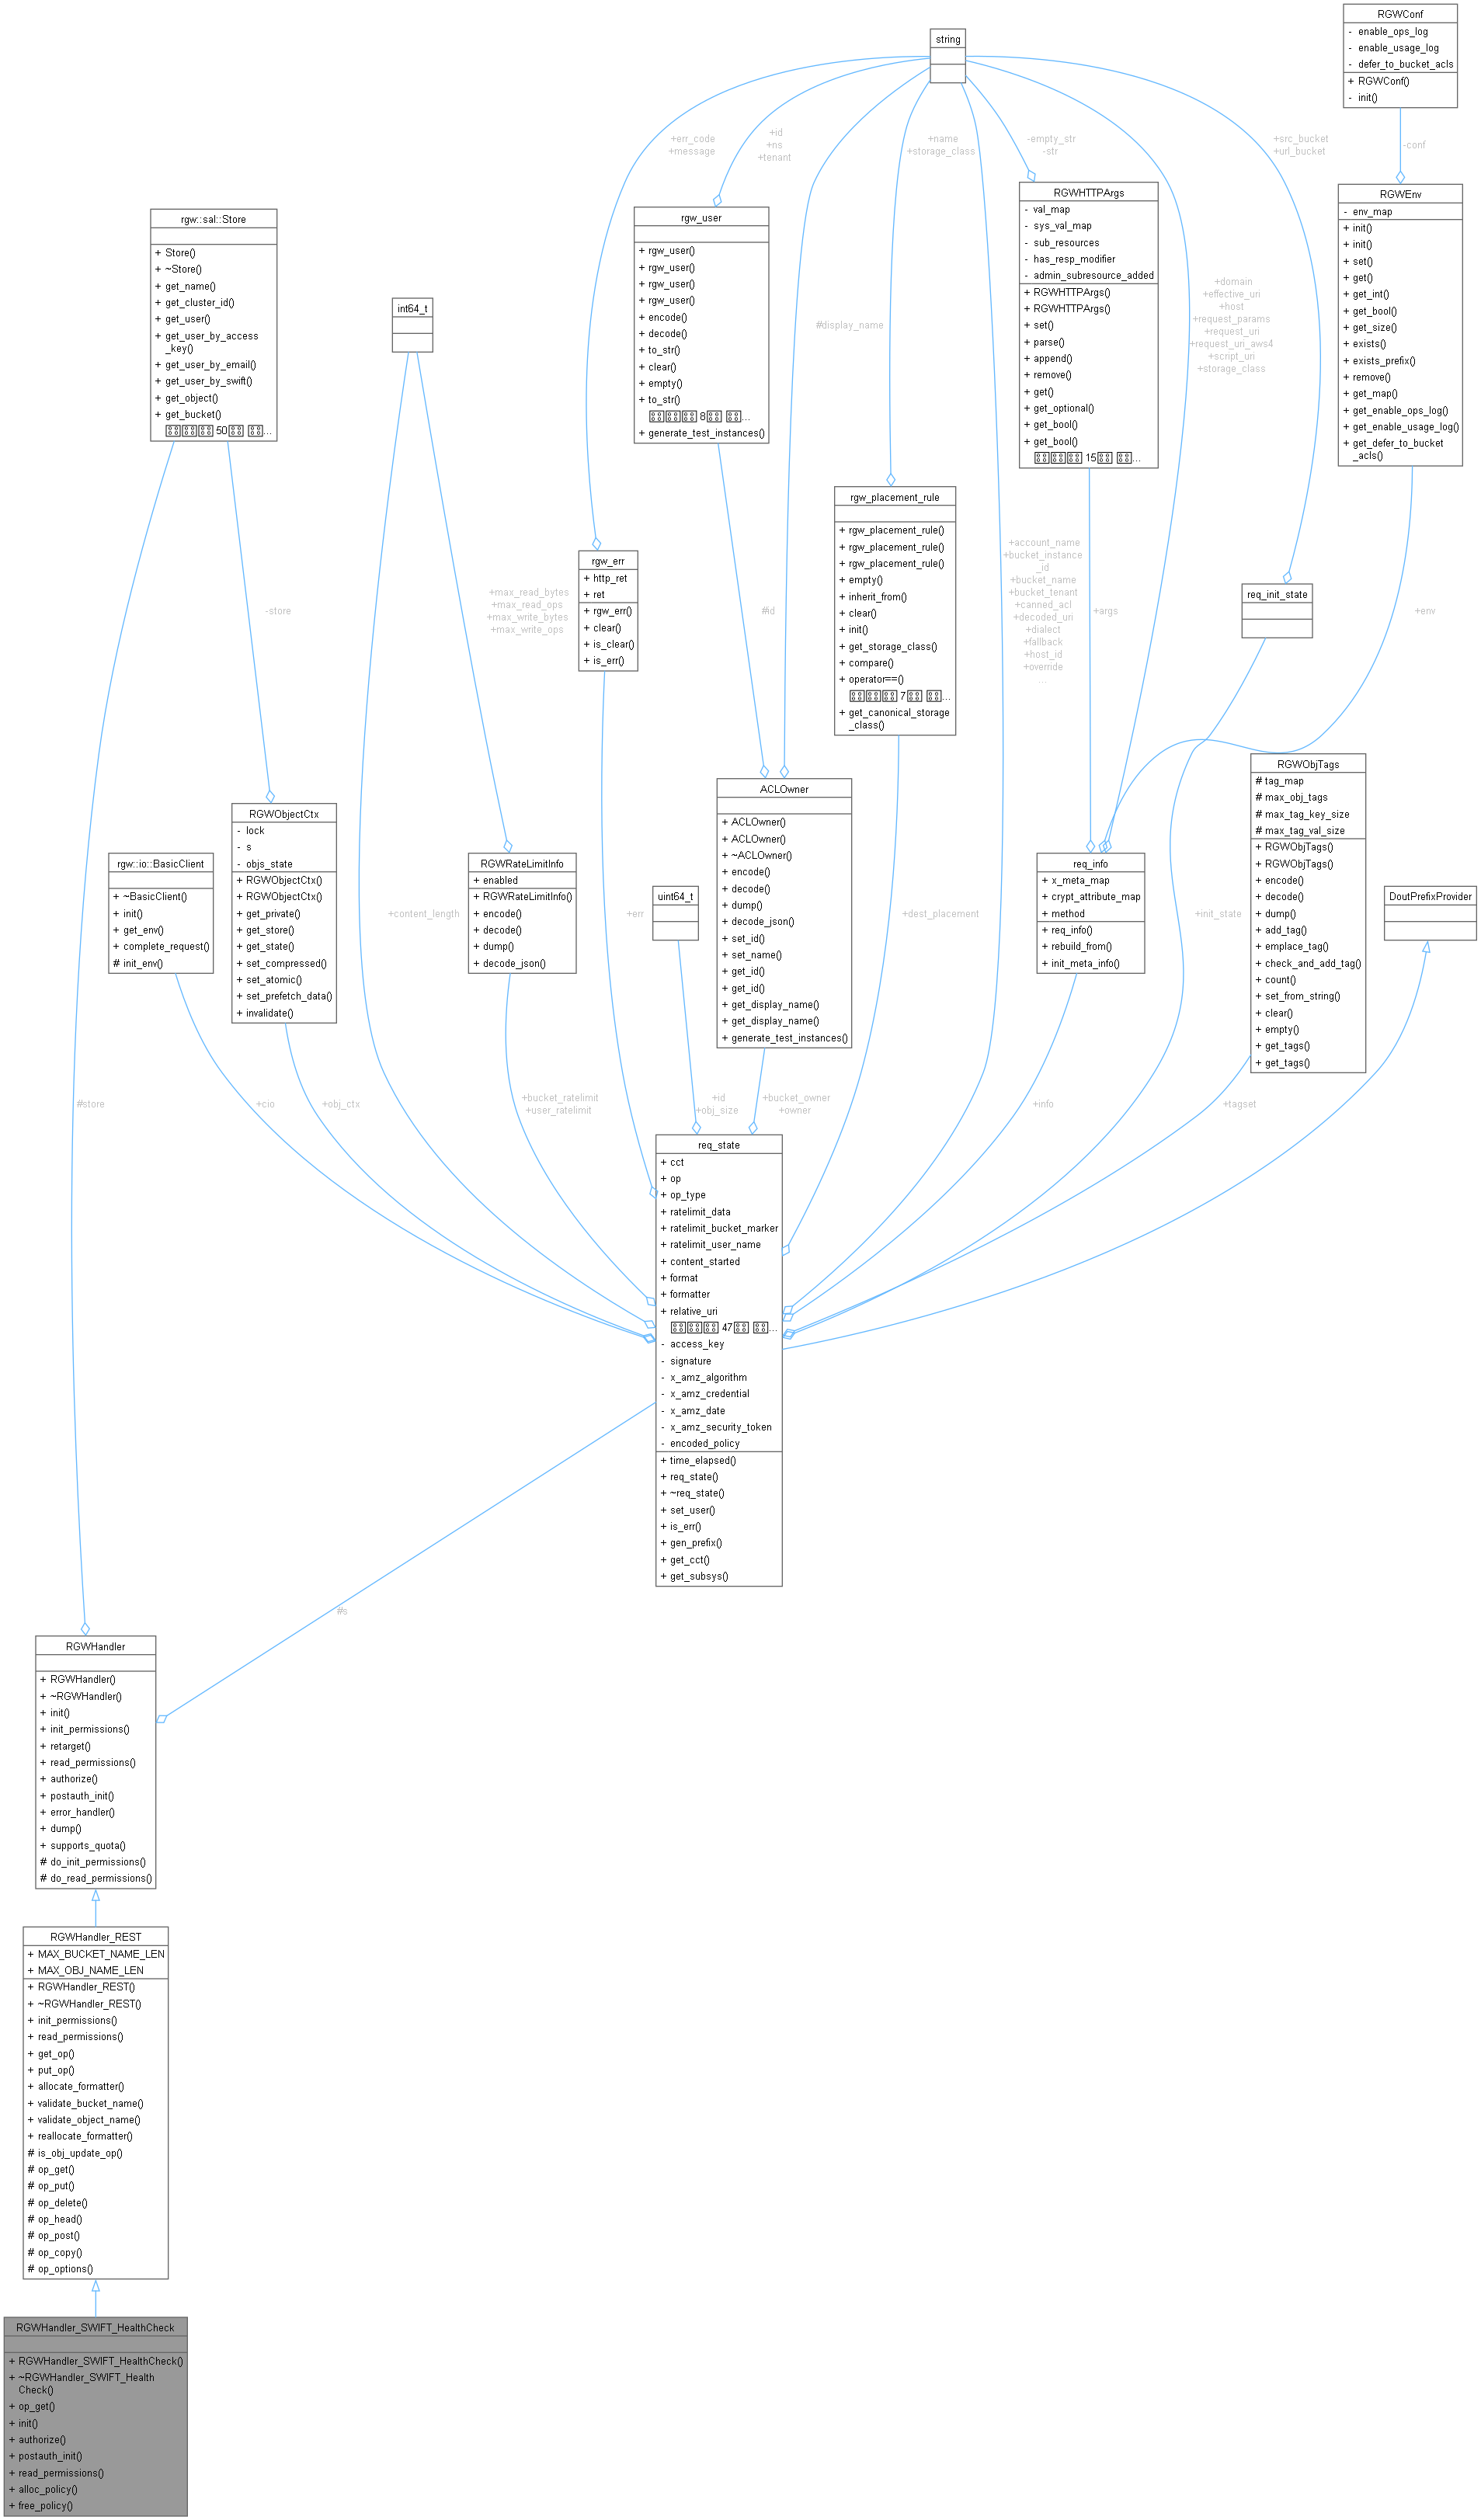 RGWConf
- enable_ops_log
- enable_usage_log
- defer_to_bucket_acls
+ RGWConf()
- init()
string
+err_code
+message
+id
+ns
+tenant
+name
+storage_class
-empty_str
-str
+src_bucket
+url_bucket
-conf
rgw::sal::Store
+ Store()
+ ~Store()
+ get_name()
+ get_cluster_id()
+ get_user()
+ get_user_by_access
_key()
+ get_user_by_email()
+ get_user_by_swift()
+ get_object()
+ get_bucket()
50 ...
rgw_user
+ rgw_user()
+ rgw_user()
+ rgw_user()
+ rgw_user()
+ encode()
+ decode()
+ to_str()
+ clear()
+ empty()
+ to_str()
8 ...
+ generate_test_instances()
RGWHTTPArgs
- val_map
- sys_val_map
- sub_resources
- has_resp_modifier
- admin_subresource_added
+ RGWHTTPArgs()
+ RGWHTTPArgs()
+ set()
+ parse()
+ append()
+ remove()
+ get()
+ get_optional()
+ get_bool()
+ get_bool()
15 ...
RGWEnv
- env_map
+ init()
+ init()
+ set()
+ get()
+ get_int()
+ get_bool()
+ get_size()
+ exists()
+ exists_prefix()
+ remove()
+ get_map()
+ get_enable_ops_log()
+ get_enable_usage_log()
+ get_defer_to_bucket
_acls()
int64_t
#display_name
+domain
+effective_uri
+host
+request_params
+request_uri
+request_uri_aws4
+script_uri
+storage_class
rgw_placement_rule
+ rgw_placement_rule()
+ rgw_placement_rule()
+ rgw_placement_rule()
+ empty()
+ inherit_from()
+ clear()
+ init()
+ get_storage_class()
+ compare()
+ operator==()
7 ...
+ get_canonical_storage
_class()
rgw_err
+ http_ret
+ ret
+ rgw_err()
+ clear()
+ is_clear()
+ is_err()
+account_name
+bucket_instance
_id
+bucket_name
+bucket_tenant
+canned_acl
+decoded_uri
+dialect
+fallback
+host_id
+override
...
req_init_state
-store
+max_read_bytes
+max_read_ops
+max_write_bytes
+max_write_ops
#id
+args
+env
RGWObjTags
# tag_map
# max_obj_tags
# max_tag_key_size
# max_tag_val_size
+ RGWObjTags()
+ RGWObjTags()
+ encode()
+ decode()
+ dump()
+ add_tag()
+ emplace_tag()
+ check_and_add_tag()
+ count()
+ set_from_string()
+ clear()
+ empty()
+ get_tags()
+ get_tags()
ACLOwner
+ ACLOwner()
+ ACLOwner()
+ ~ACLOwner()
+ encode()
+ decode()
+ dump()
+ decode_json()
+ set_id()
+ set_name()
+ get_id()
+ get_id()
+ get_display_name()
+ get_display_name()
+ generate_test_instances()
RGWObjectCtx
- lock
- s
- objs_state
+ RGWObjectCtx()
+ RGWObjectCtx()
+ get_private()
+ get_store()
+ get_state()
+ set_compressed()
+ set_atomic()
+ set_prefetch_data()
+ invalidate()
rgw::io::BasicClient
+ ~BasicClient()
+ init()
+ get_env()
+ complete_request()
# init_env()
RGWRateLimitInfo
+ enabled
+ RGWRateLimitInfo()
+ encode()
+ decode()
+ dump()
+ decode_json()
req_info
+ x_meta_map
+ crypt_attribute_map
+ method
+ req_info()
+ rebuild_from()
+ init_meta_info()
uint64_t
DoutPrefixProvider
+content_length
+err
+dest_placement
+init_state
#store
+cio
+obj_ctx
+bucket_ratelimit
+user_ratelimit
+id
+obj_size
+bucket_owner
+owner
+info
+tagset
req_state
+ cct
+ op
+ op_type
+ ratelimit_data
+ ratelimit_bucket_marker
+ ratelimit_user_name
+ content_started
+ format
+ formatter
+ relative_uri
47 ...
- access_key
- signature
- x_amz_algorithm
- x_amz_credential
- x_amz_date
- x_amz_security_token
- encoded_policy
+ time_elapsed()
+ req_state()
+ ~req_state()
+ set_user()
+ is_err()
+ gen_prefix()
+ get_cct()
+ get_subsys()
#s
RGWHandler
+ RGWHandler()
+ ~RGWHandler()
+ init()
+ init_permissions()
+ retarget()
+ read_permissions()
+ authorize()
+ postauth_init()
+ error_handler()
+ dump()
+ supports_quota()
# do_init_permissions()
# do_read_permissions()
RGWHandler_REST
+ MAX_BUCKET_NAME_LEN
+ MAX_OBJ_NAME_LEN
+ RGWHandler_REST()
+ ~RGWHandler_REST()
+ init_permissions()
+ read_permissions()
+ get_op()
+ put_op()
+ allocate_formatter()
+ validate_bucket_name()
+ validate_object_name()
+ reallocate_formatter()
# is_obj_update_op()
# op_get()
# op_put()
# op_delete()
# op_head()
# op_post()
# op_copy()
# op_options()
RGWHandler_SWIFT_HealthCheck
+ RGWHandler_SWIFT_HealthCheck()
+ ~RGWHandler_SWIFT_Health
Check()
+ op_get()
+ init()
+ authorize()
+ postauth_init()
+ read_permissions()
+ alloc_policy()
+ free_policy()